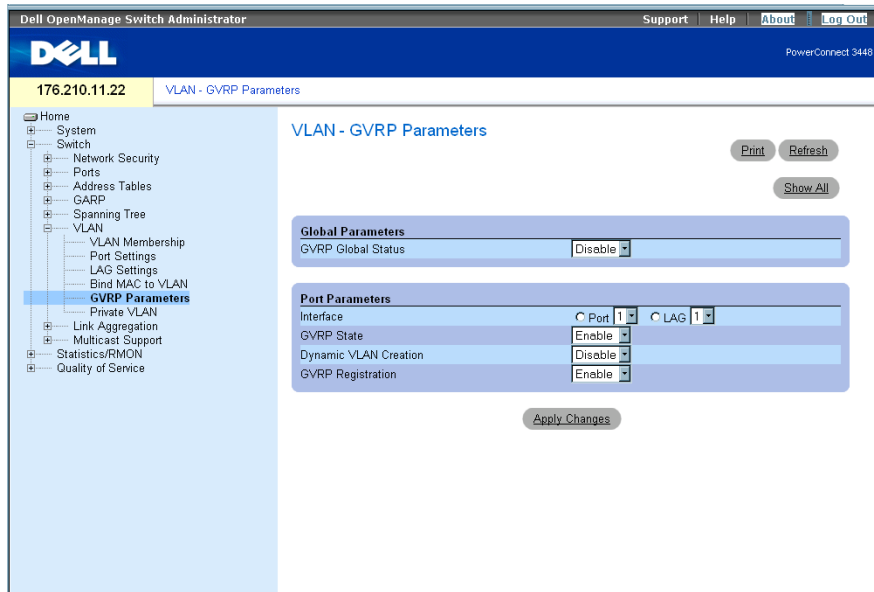 Dell OpenManage Switch Administrator
Support Help About Log Out
DELL
PowerConnect 3448
176.210.11.22
VLAN - GVRP Parameters
Home
System
Switch
Network Security
Ports
Address Tables
GARP
Spanning Tree
VLAN
VLAN Membership
Port Settings
LAG Settings
Bind MAC to VLAN
GVRP Parameters
Private VLAN
Link Aggregation
Multicast Support
Statistics/RMON
Quality of Service
VLAN - GVRP Parameters
Print Refresh
Show All
Global Parameters
GVRP Global Status Disable
Port Parameters
Interface Port 1 LAG 1
GVRP State Enable
Dynamic VLAN Creation Disable
GVRP Registration Enable
Apply Changes